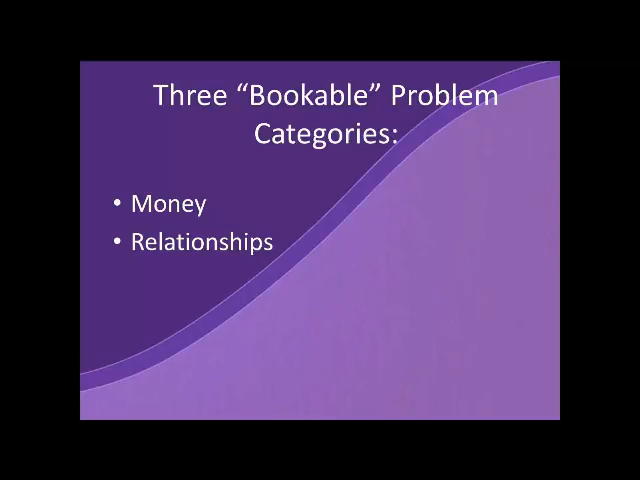 Three “Bookable” Problem
Categories:
• Money
• Relationships